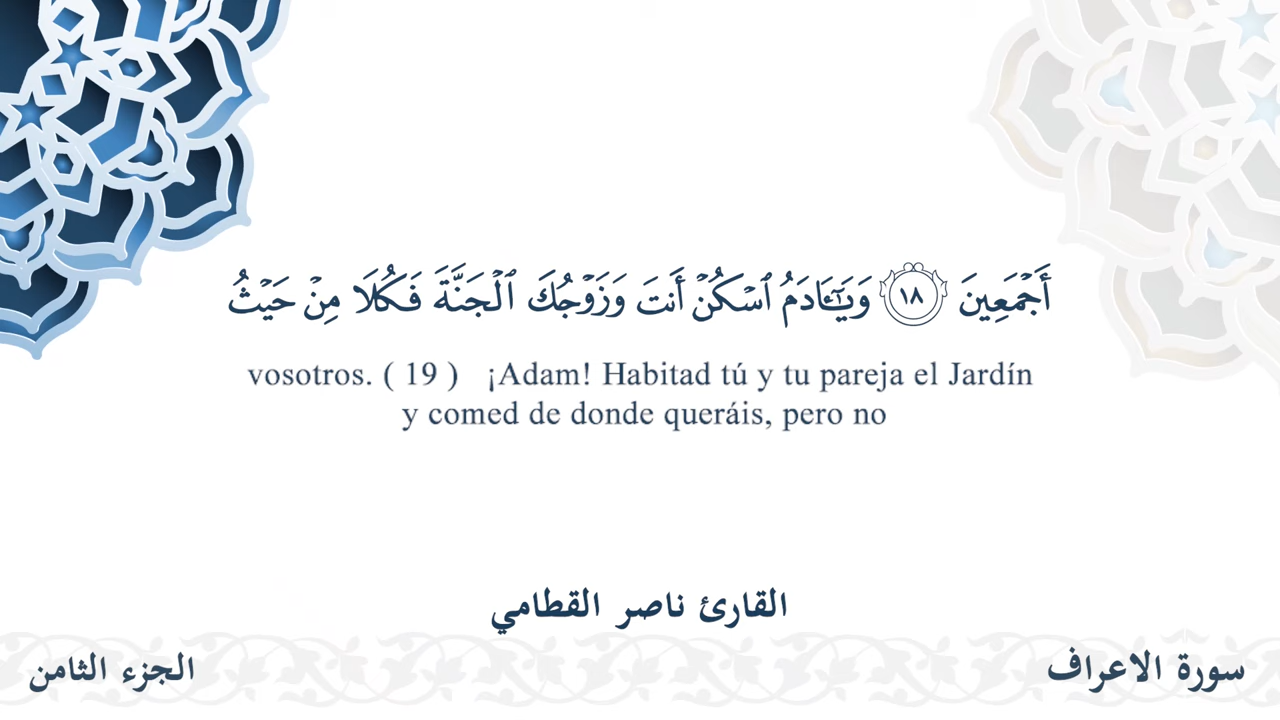 أَجْمَعِينَ ١٨ وَيَـٰٓـَٔادَمُ ٱسْكُنْ أَنتَ وَزَوْجُكَ ٱلْجَنَّةَ فَكُلَا مِنْ حَيْثُ
vosotros. ( 19 ) ¡Adam! Habitad tú y tu pareja el Jardín
y comed de donde queráis, pero no
القارئ ناصر القطامي
سورة الاعراف
الجزء الثامن